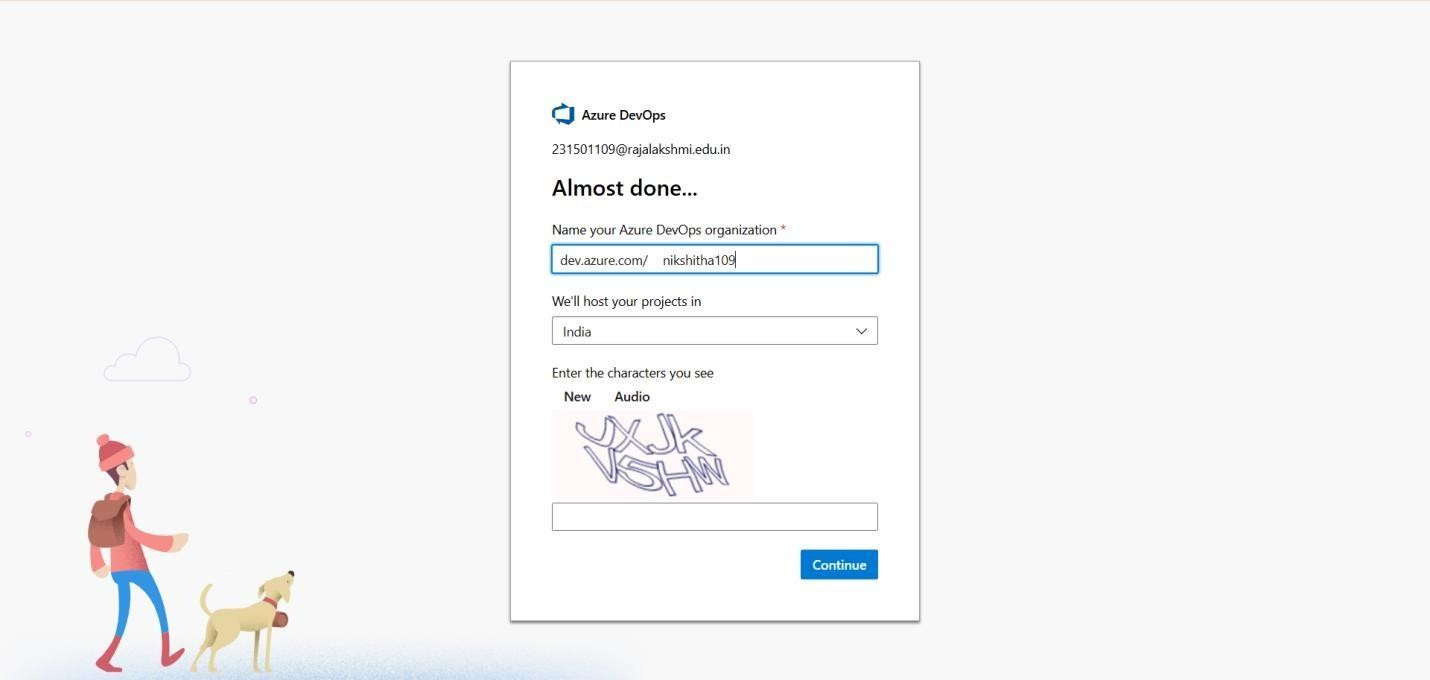 Azure DevOps
231501109@rajalakshmi.edu.in
Almost done...
Name your Azure DevOps organization *
dev.azure.com/ nikshitha109
We'll host your projects in
India
Enter the characters you see
New Audio
Continue